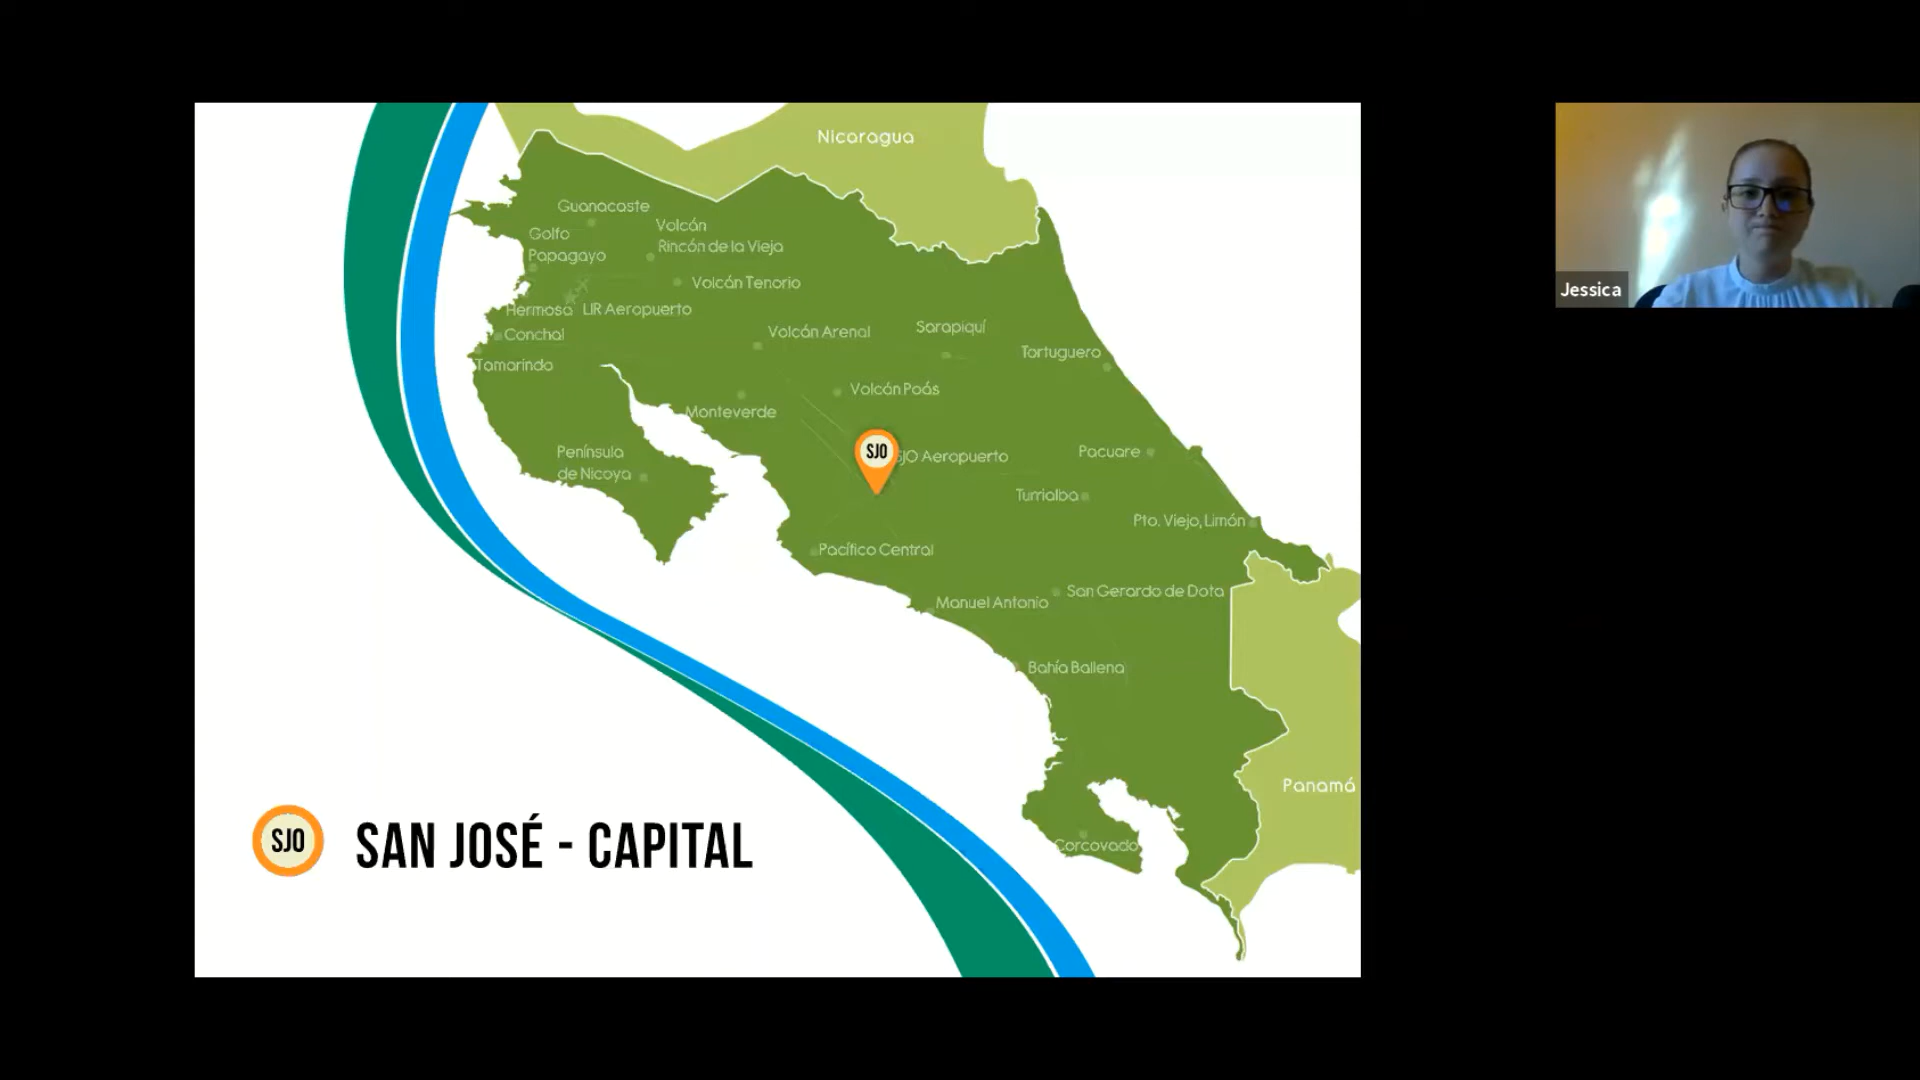 Nicaragua
Guanacaste
Volcán
Rincón de la Vieja
Golfo
Papagayo
Volcán Tenorio
Hermosa
LIR Aeropuerto
Conchal
Tamarindo
Volcán Arenal
Sarapiquí
Tortuguero
Volcán Poás
Monteverde
SJO
SJO Aeropuerto
Pacuare
Península
de Nicoya
Turrialba
Pto. Viejo, Limón
Pacífico Central
San Gerardo de Dota
Manuel Antonio
Bahía Ballena
Panamá
Corcovado
SJO
SAN JOSÉ - CAPITAL
Jessica